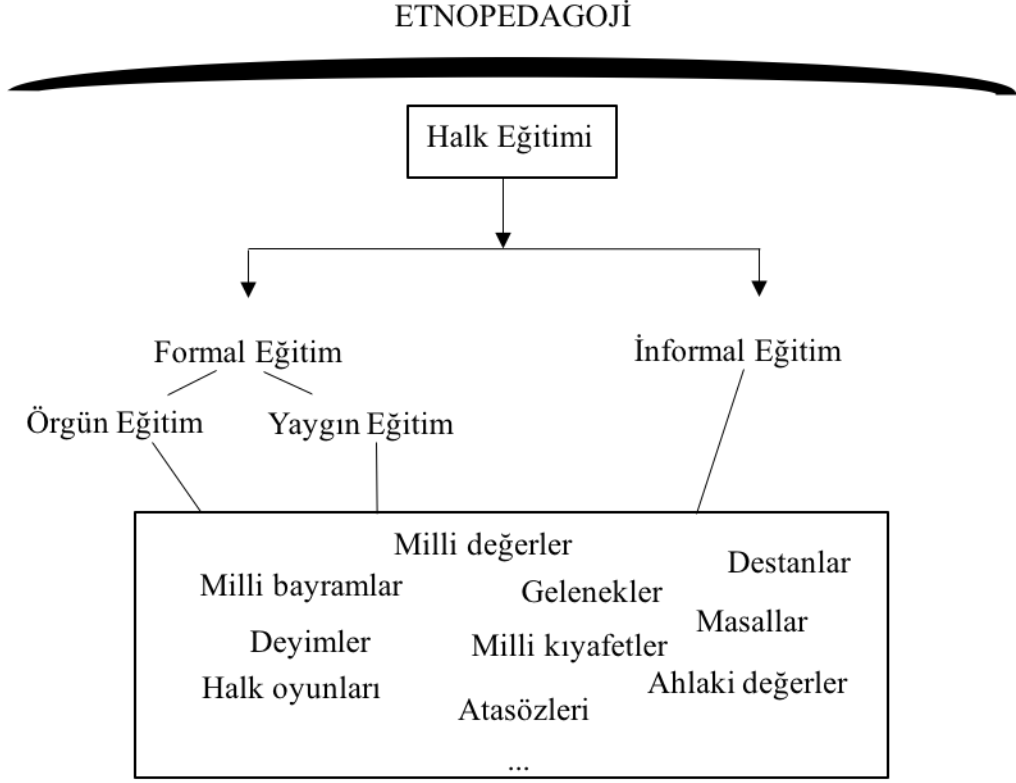 ETNOPEDAGOJİ
Halk Eğitimi
Formal Eğitim
İnformal Eğitim
Örgün Eğitim
Yaygın Eğitim
Milli değerler
Destanlar
Milli bayramlar
Gelenekler
Masallar
Deyimler
Milli kıyafetler
Halk oyunları
Ahlaki değerler
Atasözleri
...